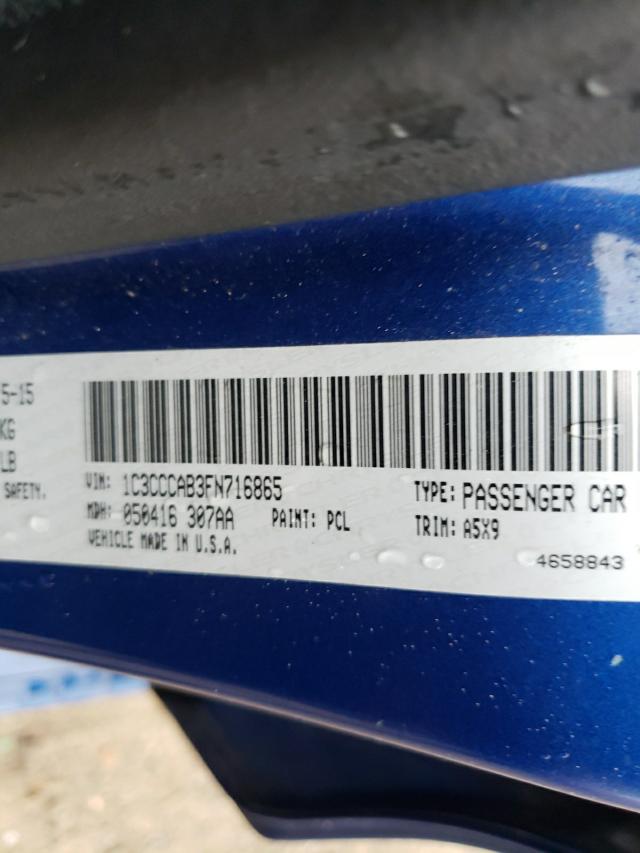 5-15
KG
LB
SAFETY.
VIN: 1C3CCCAB3FN716865
TYPE: PASSENGER CAR
MDH: 050416 307AA
PAINT: PCL
TRIM: A5X9
VEHICLE MADE IN U.S.A.
4658843